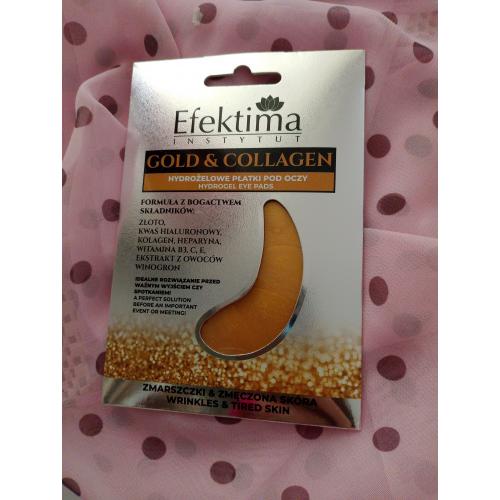 Efektima
INSTYTUT
GOLD & COLLAGEN
HYDROŻELOWE PŁATKI POD OCZY
HYDROGEL EYE PADS
FORMUŁA Z BOGACTWEM
SKŁADNIKÓW:
ZŁOTO,
KWAS HIALURONOWY,
KOLAGEN, HEPARYNA,
WITAMINA B3, C, E,
EKSTRAKT Z OWOCÓW
WINOGRON
IDEALNE ROZWIĄZANIE PRZED
WAŻNYM WYJŚCIEM CZY
SPOTKANIEM!
A PERFECT SOLUTION
BEFORE AN IMPORTANT
EVENT OR MEETING!
ZMARSZCZKI & ZMĘCZONA SKÓRA
WRINKLES & TIRED SKIN